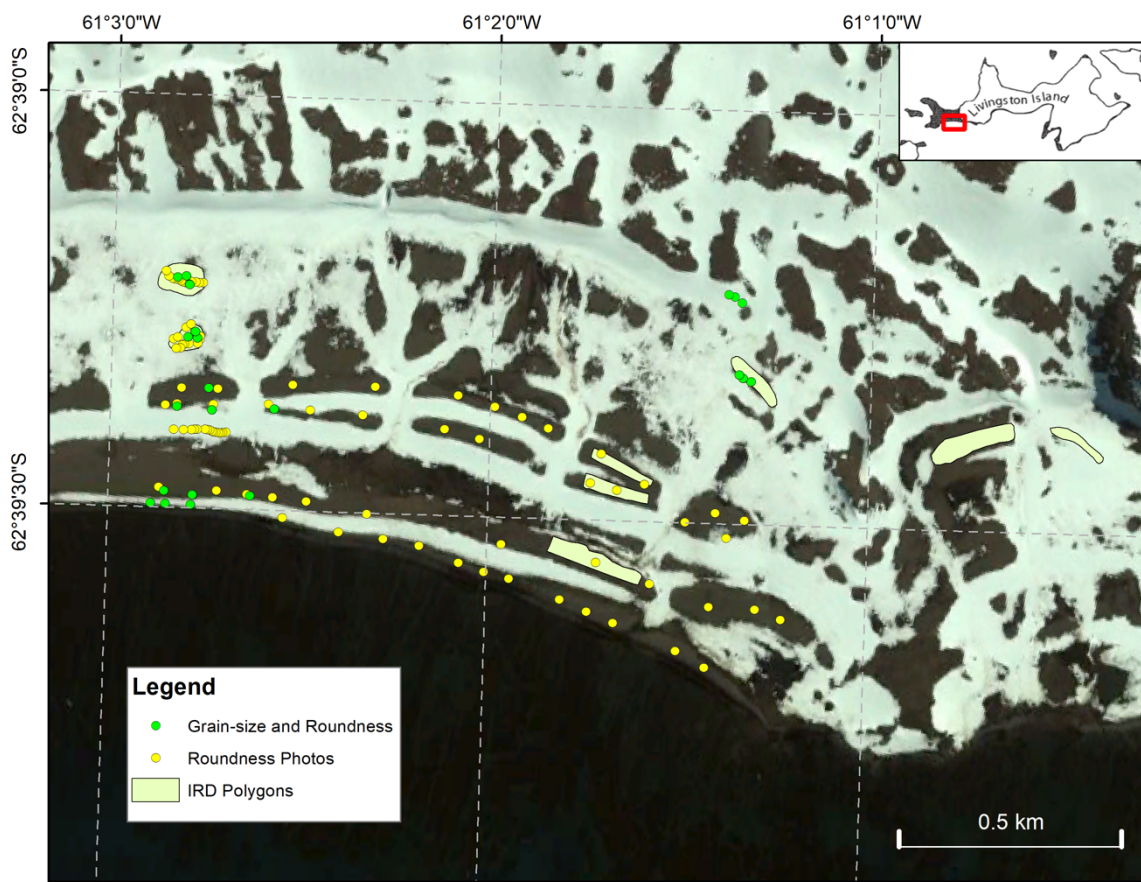 61°3'0"W
61°2'0"W
61°1'0"W
62°39'0"S
62°39'30"S
Livingston Island
Legend
Grain-size and Roundness
Roundness Photos
IRD Polygons
0.5 km